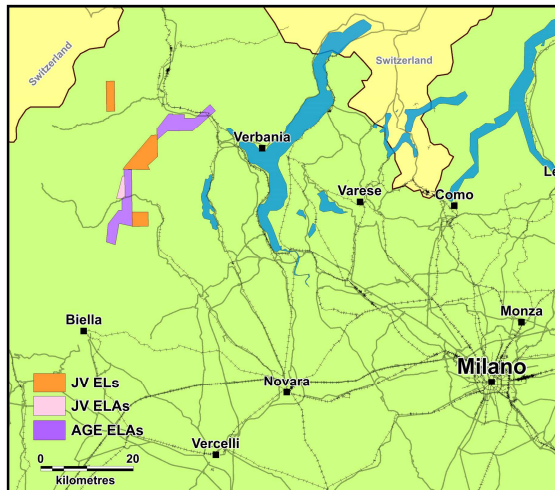 Switzerland
Switzerland
Verbania
Varese
Como
Le
Biella
Monza
Milano
Novara
Vercelli
JV ELs
JV ELAs
AGE ELAs
0 20
kilometres